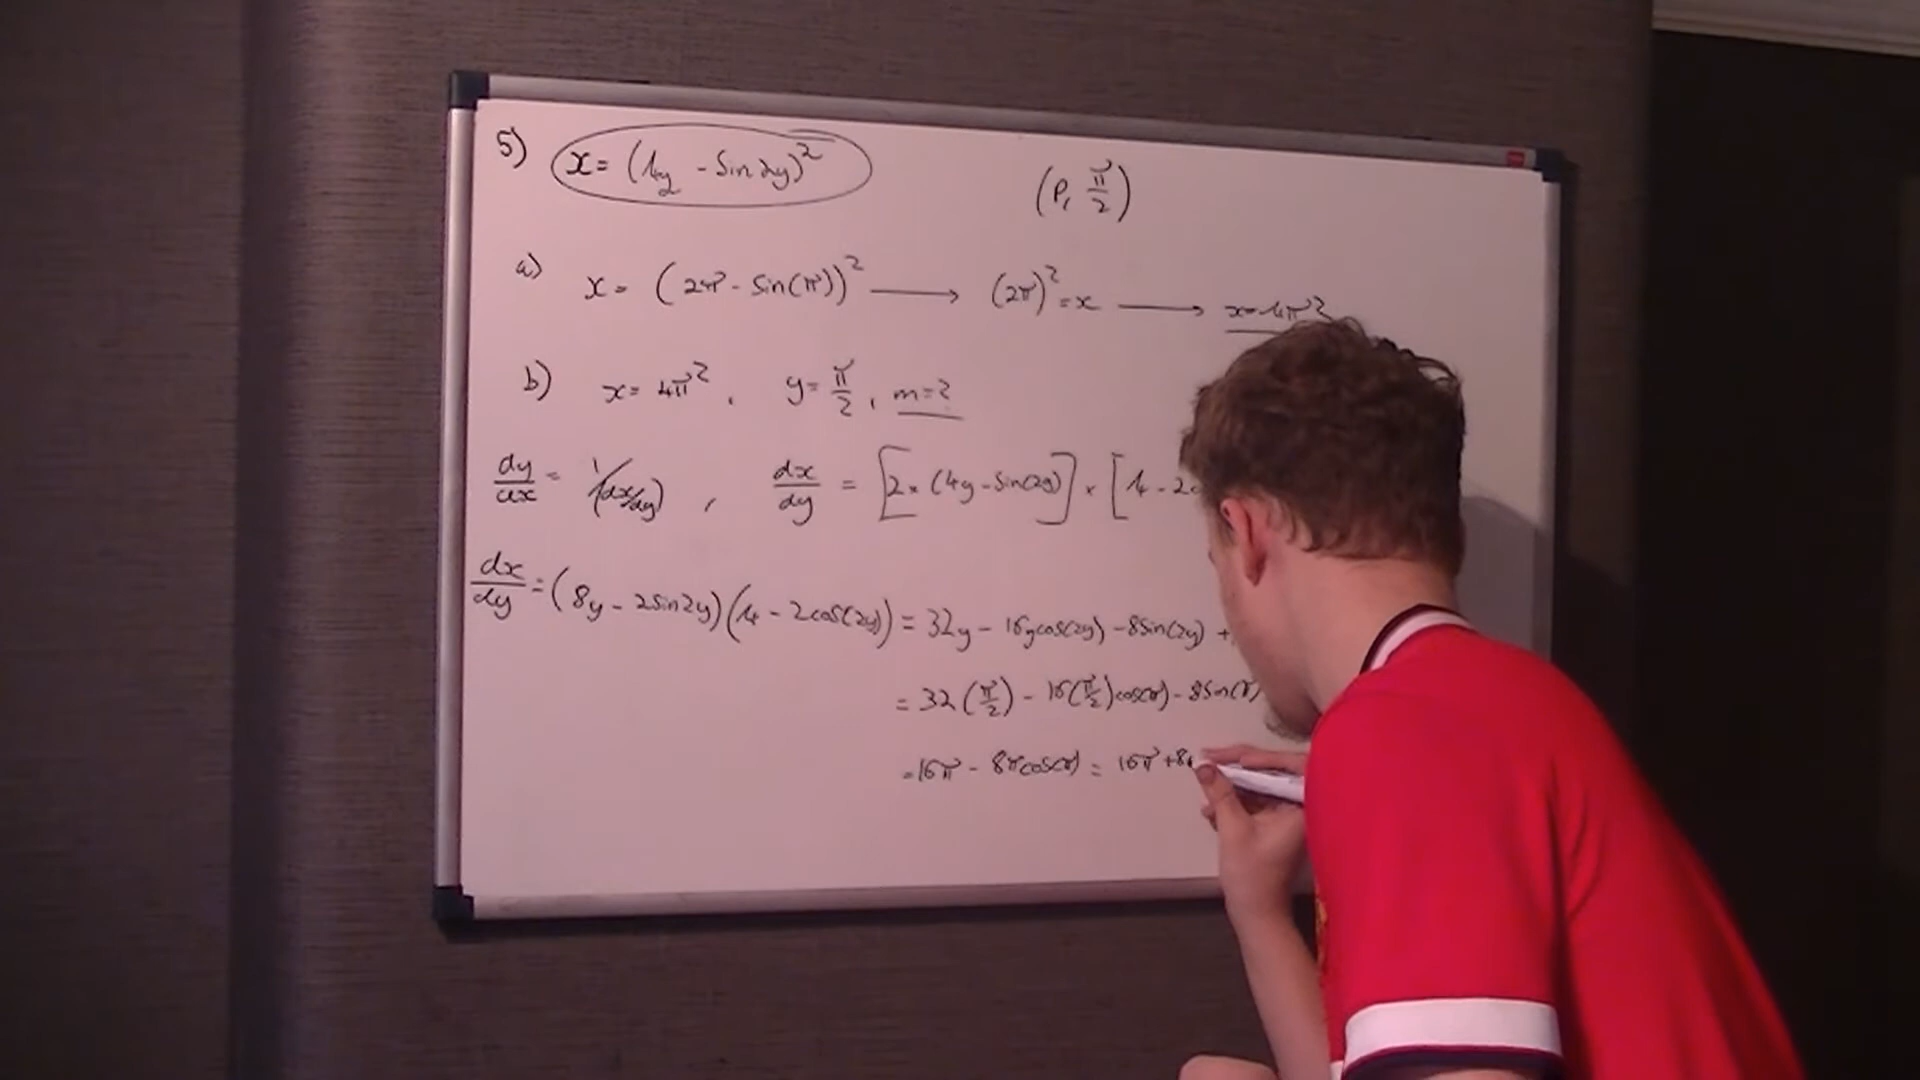 5) x = (4y - Sin2y)² (P, π/2)
a) x = (2π - Sin(π))² → (2π)² = x → x = 4π²
b) x = 4π², y = π/2, m = ?
dy/dx = 1/(dx/dy), dx/dy = [2 × (4y - Sin(2y)] × [4 - 2c
dx/dy = (8y - 2Sin2y)(4 - 2cos(2y)) = 32y - 16ycos(2y) - 8Sin(2y) +
= 32(π/2) - 16(π/2)cos(π) - 8Sin(π)
= 16π - 8πcos(π) = 16π + 8